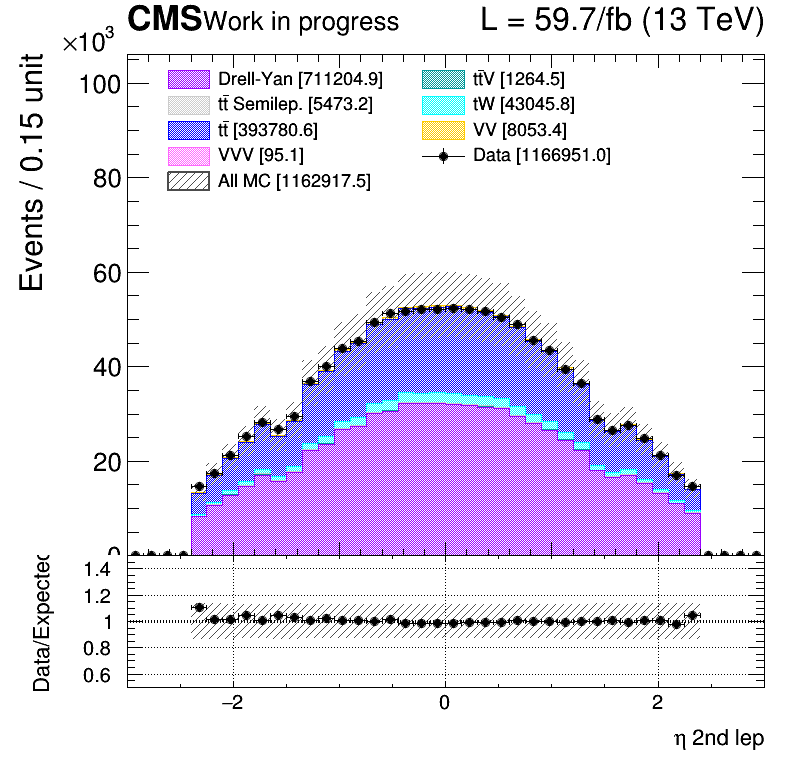 CMS Work in progress L = 59.7/fb (13 TeV)
×10³
Events / 0.15 unit
100
80
60
40
20
0
Drell-Yan [711204.9]
tt̄ Semilep. [5473.2]
tt̄ [393780.6]
VVV [95.1]
All MC [1162917.5]
tt̄V [1264.5]
tW [43045.8]
VV [8053.4]
Data [1166951.0]
Data/Expected
1.4
1.2
1
0.8
0.6
−2 0 2
η 2nd lep